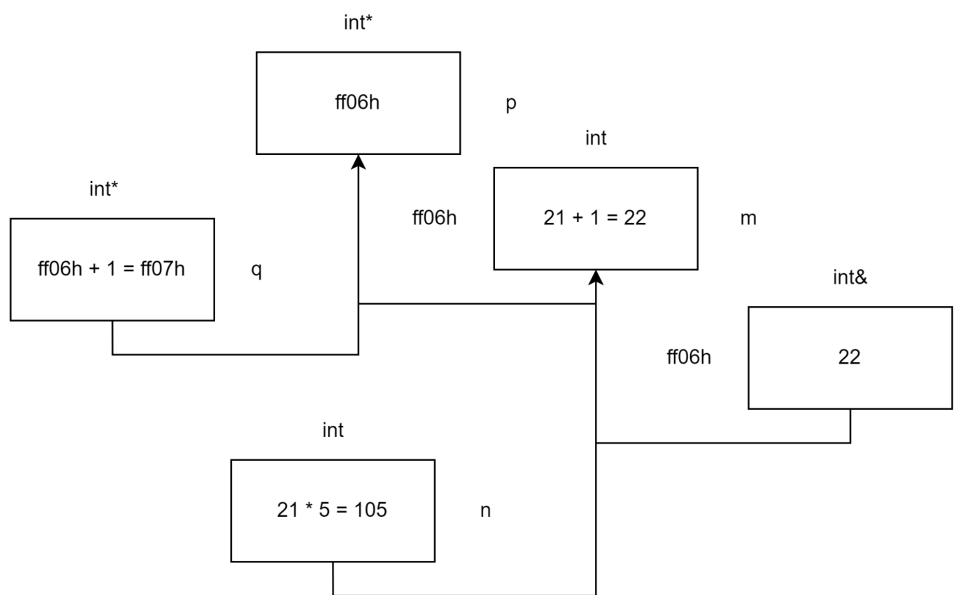 int*
ff06h
p
int
int*
ff06h
21 + 1 = 22
m
ff06h + 1 = ff07h
q
int&
ff06h
22
int
21 * 5 = 105
n